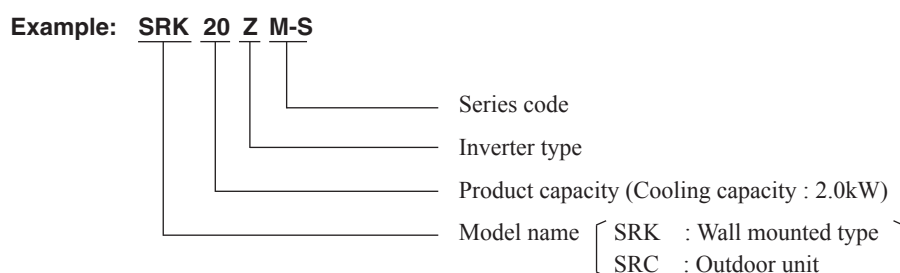 Example: SRK 20 Z M-S
Series code
Inverter type
Product capacity (Cooling capacity : 2.0kW)
Model name SRK : Wall mounted type
SRC : Outdoor unit